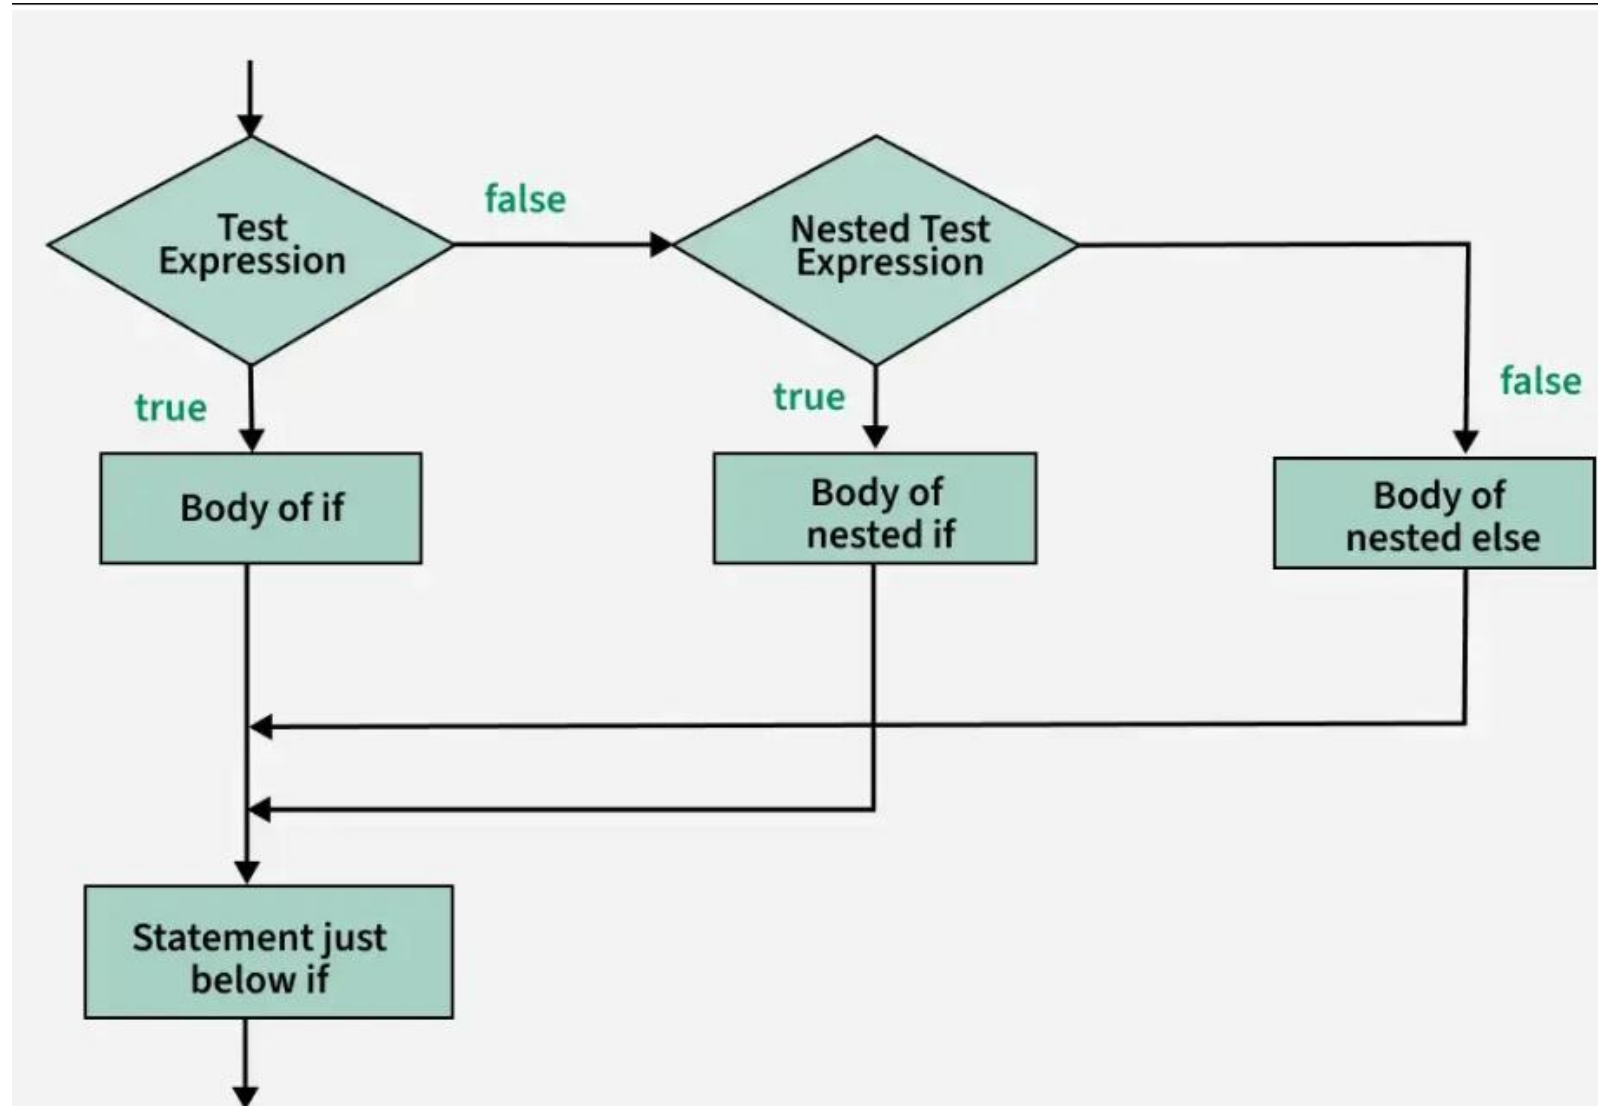 false
Test
Expression
Nested Test
Expression
true
true
false
Body of if
Body of
nested if
Body of
nested else
Statement just
below if